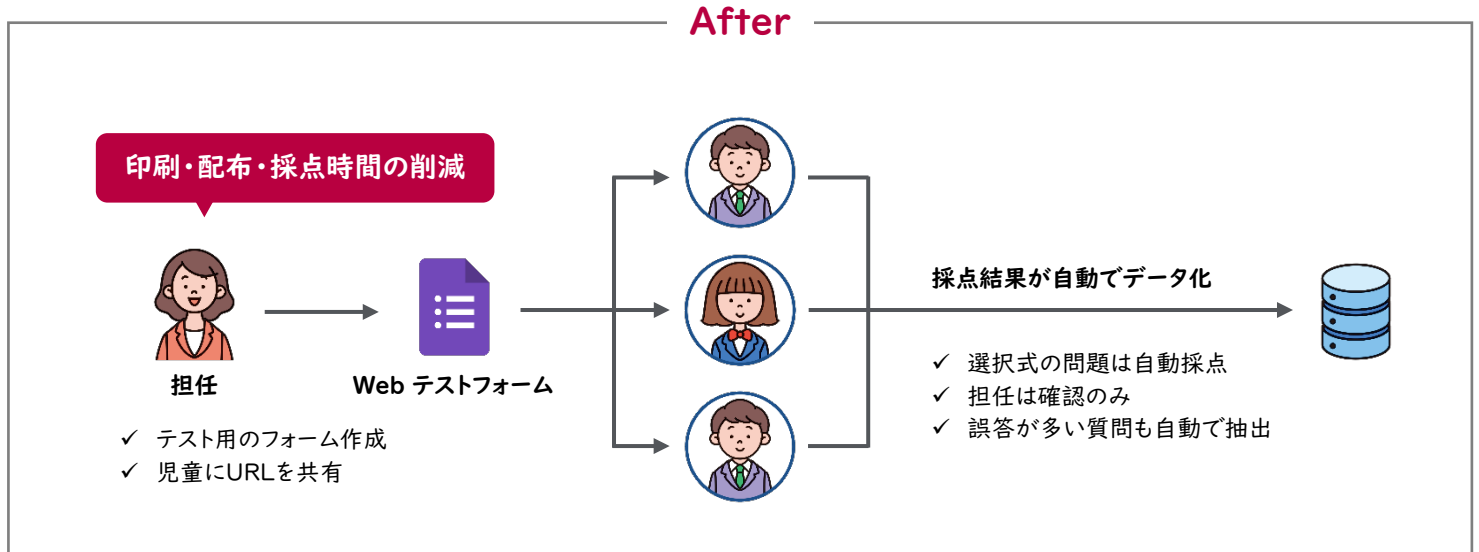 After
印刷・配布・採点時間の削減
担任
✓ テスト用のフォーム作成
✓ 児童にURLを共有
Web テストフォーム
採点結果が自動でデータ化
✓ 選択式の問題は自動採点
✓ 担任は確認のみ
✓ 誤答が多い質問も自動で抽出